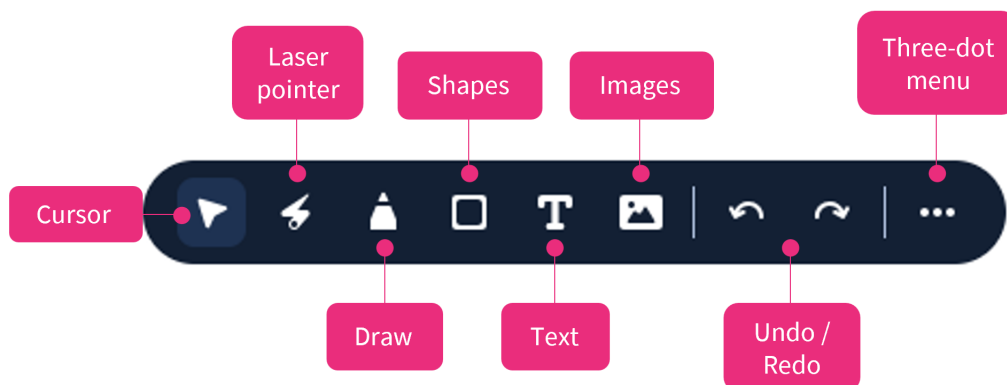 Laser
pointer
Shapes
Images
Three-dot
menu
Cursor
T
Draw
Text
Undo /
Redo